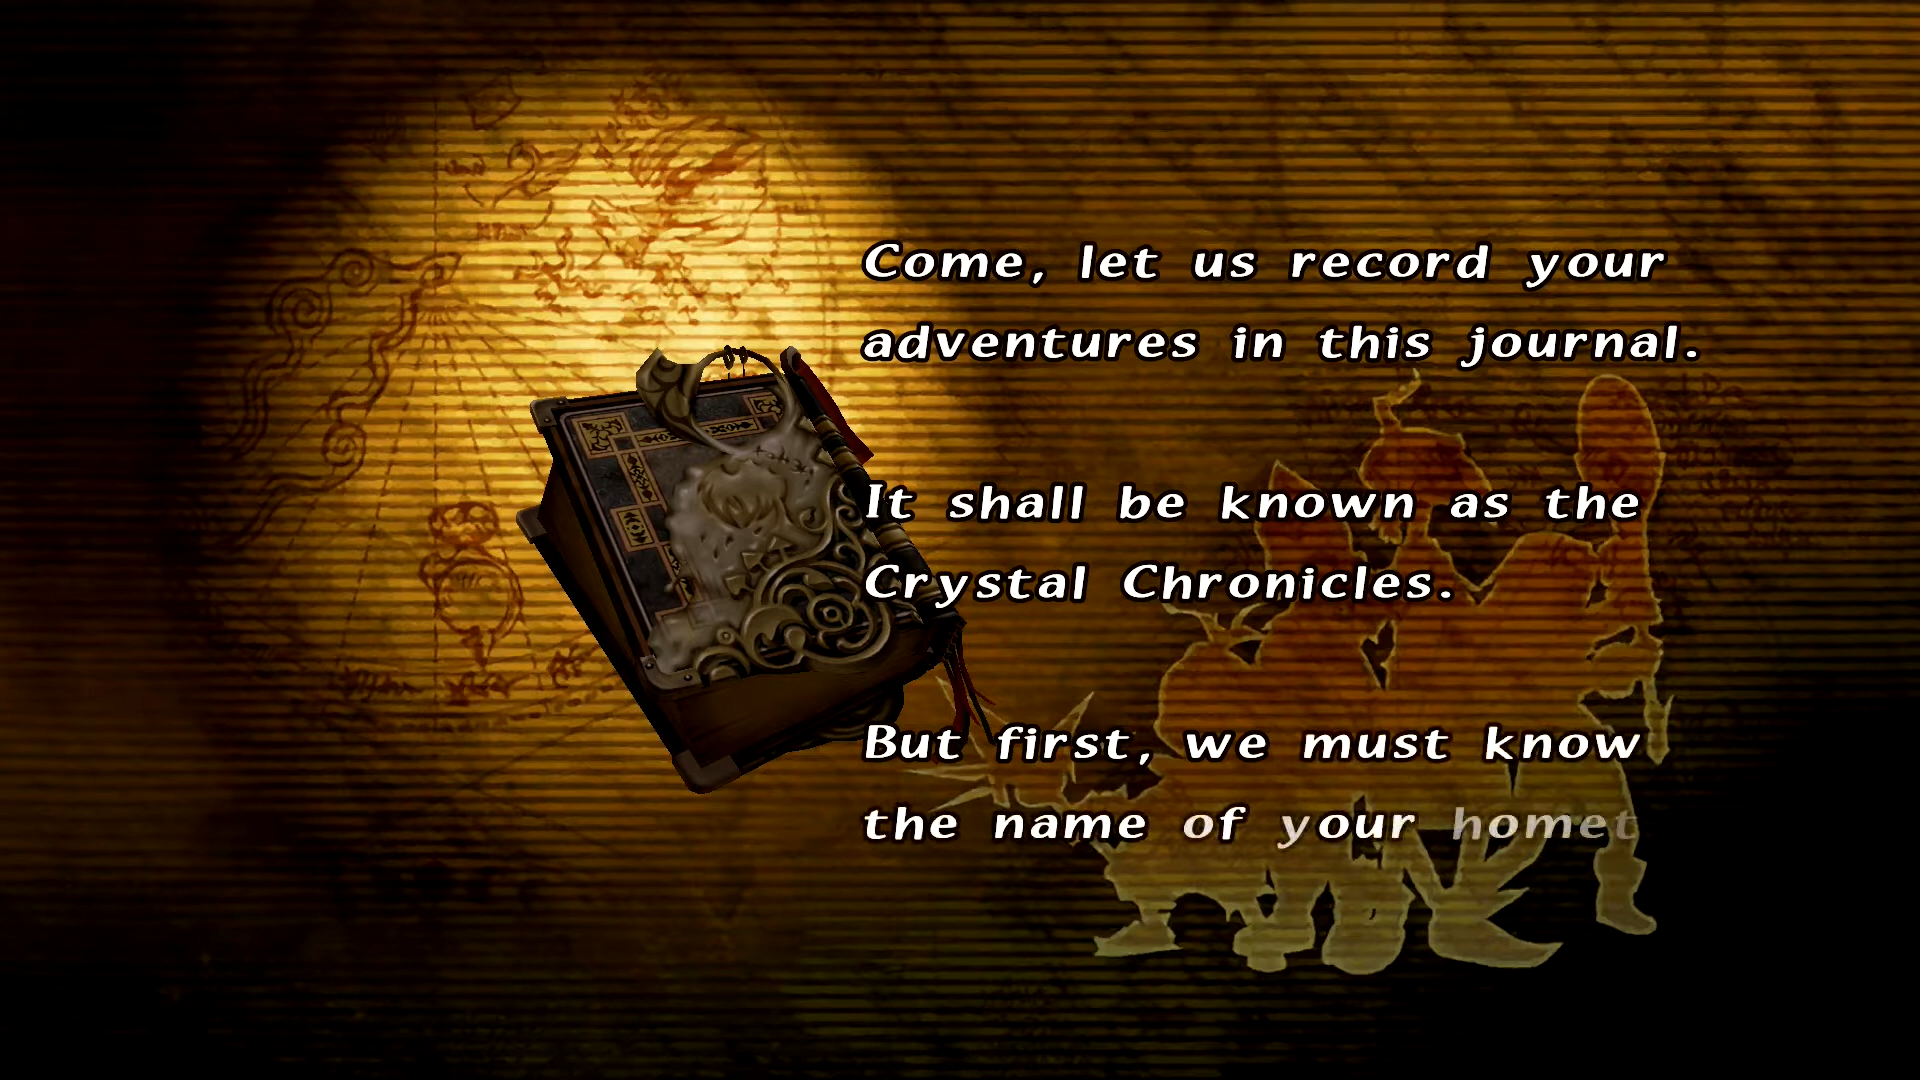 Come, let us record your
adventures in this journal.
It shall be known as the
Crystal Chronicles.
But first, we must know
the name of your homet